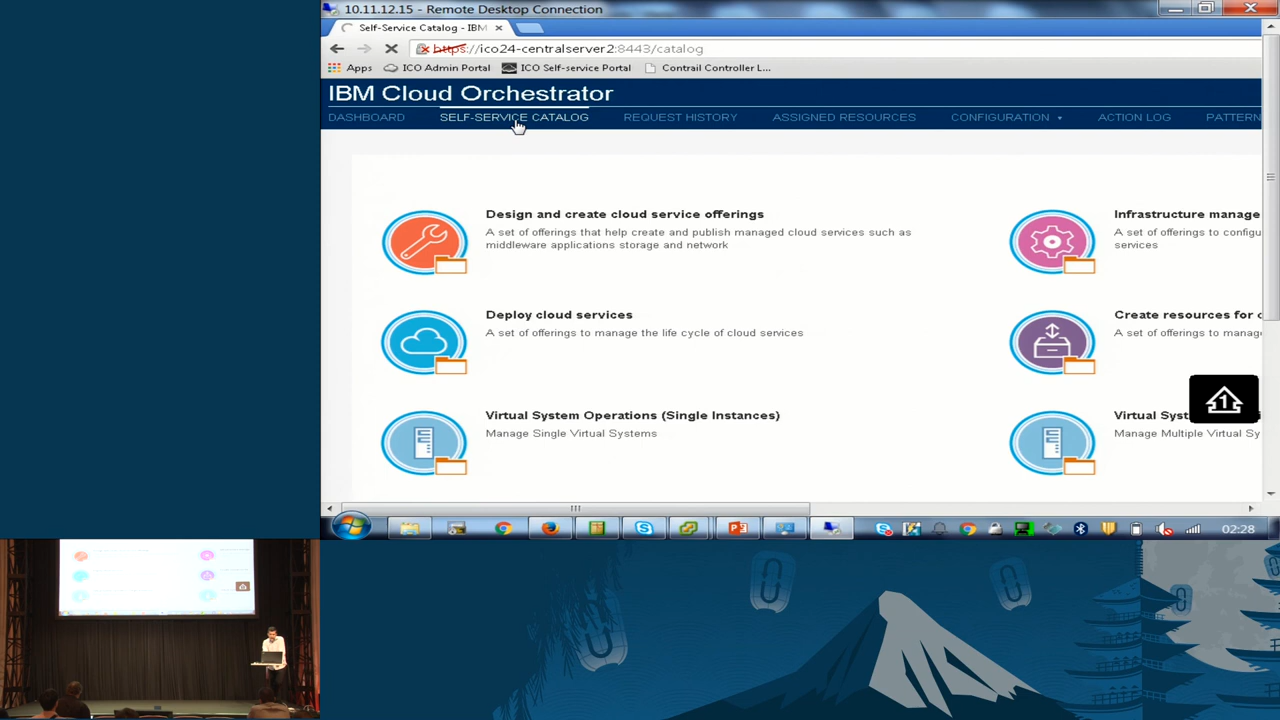 10.11.12.15 - Remote Desktop Connection
Self-Service Catalog - IBM
https://ico24-centralserver2:8443/catalog
Apps ICO Admin Portal ICO Self-service Portal Contrail Controller L...
IBM Cloud Orchestrator
DASHBOARD SELF-SERVICE CATALOG REQUEST HISTORY ASSIGNED RESOURCES CONFIGURATION ACTION LOG PATTERN
Design and create cloud service offerings
A set of offerings that help create and publish managed cloud services such as
middleware applications storage and network
Infrastructure manage
A set of offerings to configu
services
Deploy cloud services
A set of offerings to manage the life cycle of cloud services
Create resources for c
A set of offerings to manag
1
Virtual System Operations (Single Instances)
Manage Single Virtual Systems
Virtual Syst
Manage Multiple Virtual Sy
02:28